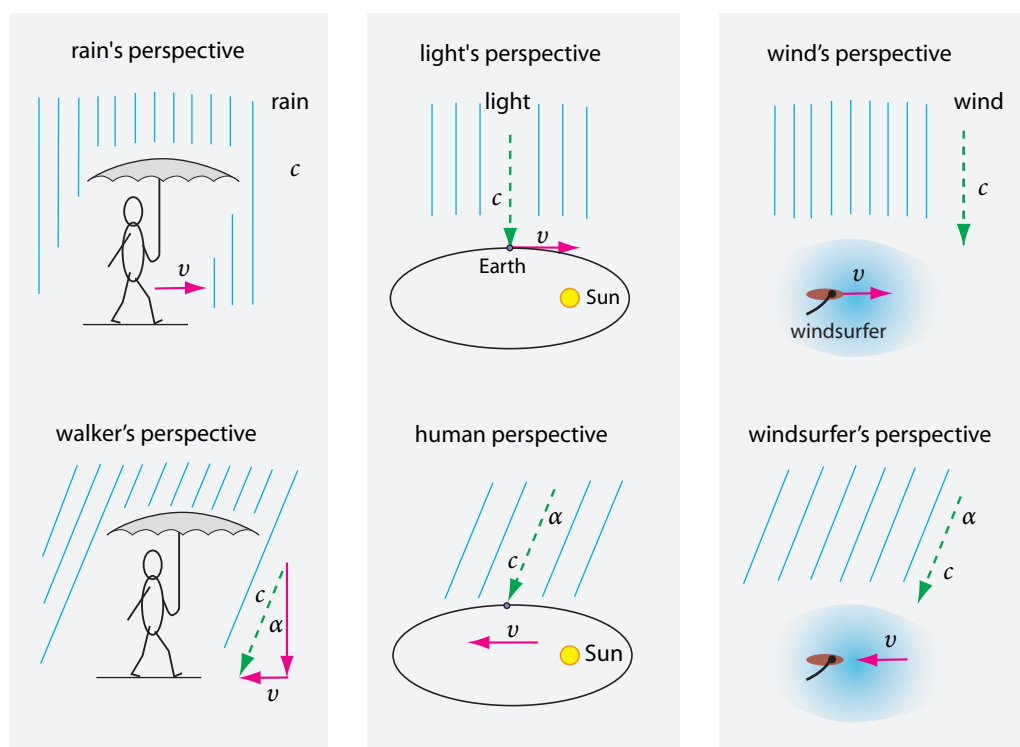 rain's perspective
rain
c
v
walker's perspective
c
α
v
light's perspective
light
c
v
Earth
Sun
human perspective
α
c
v
Sun
wind's perspective
wind
c
v
windsurfer
windsurfer's perspective
α
c
v